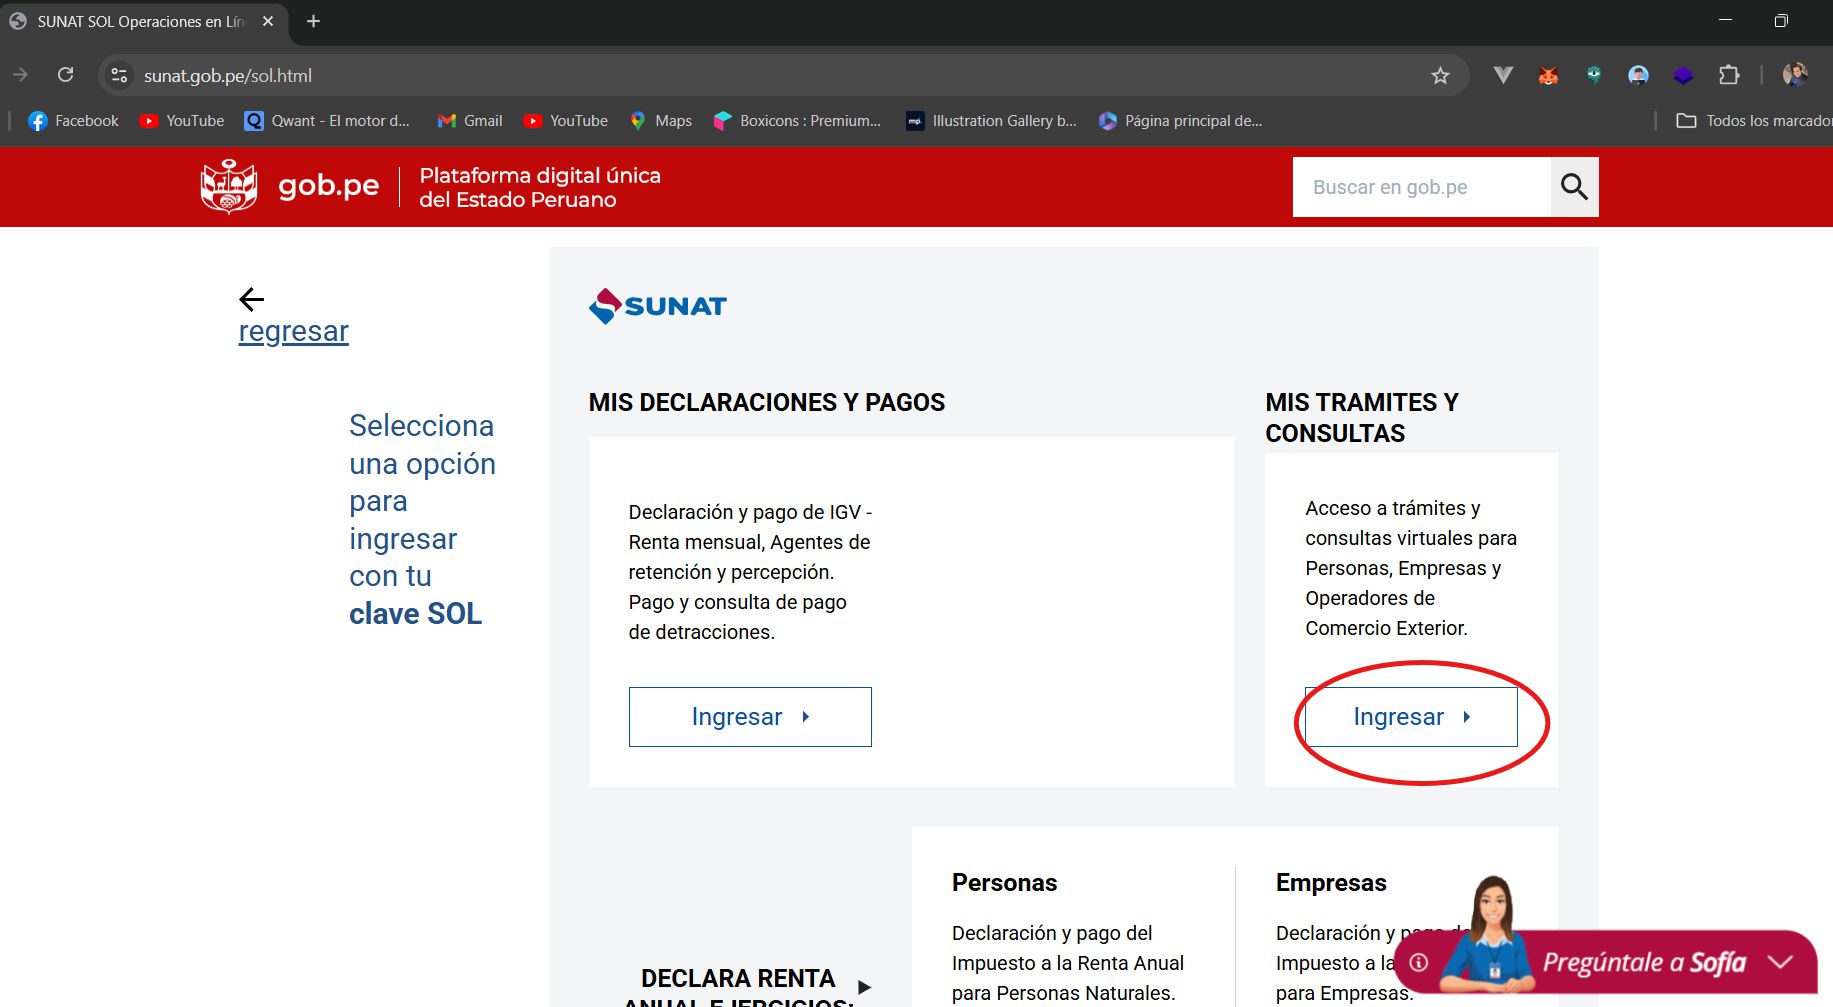 SUNAT SOL Operaciones en Lín
sunat.gob.pe/sol.html
Facebook
YouTube
Qwant - El motor d...
Gmail
YouTube
Maps
Boxicons : Premium...
Illustration Gallery b...
Página principal de...
Todos los marcador
gob.pe
Plataforma digital única
del Estado Peruano
Buscar en gob.pe
regresar
Selecciona
una opción
para
ingresar
con tu
clave SOL
SUNAT
MIS DECLARACIONES Y PAGOS
Declaración y pago de IGV -
Renta mensual, Agentes de
retención y percepción.
Pago y consulta de pago
de detracciones.
Ingresar
MIS TRAMITES Y
CONSULTAS
Acceso a trámites y
consultas virtuales para
Personas, Empresas y
Operadores de
Comercio Exterior.
Ingresar
DECLARA RENTA
ANUAL EJERCICIOS:
Personas
Declaración y pago del
Impuesto a la Renta Anual
para Personas Naturales.
Empresas
Declaración y pago de
Impuesto a la
para Empresas.
Pregúntale a Sofía